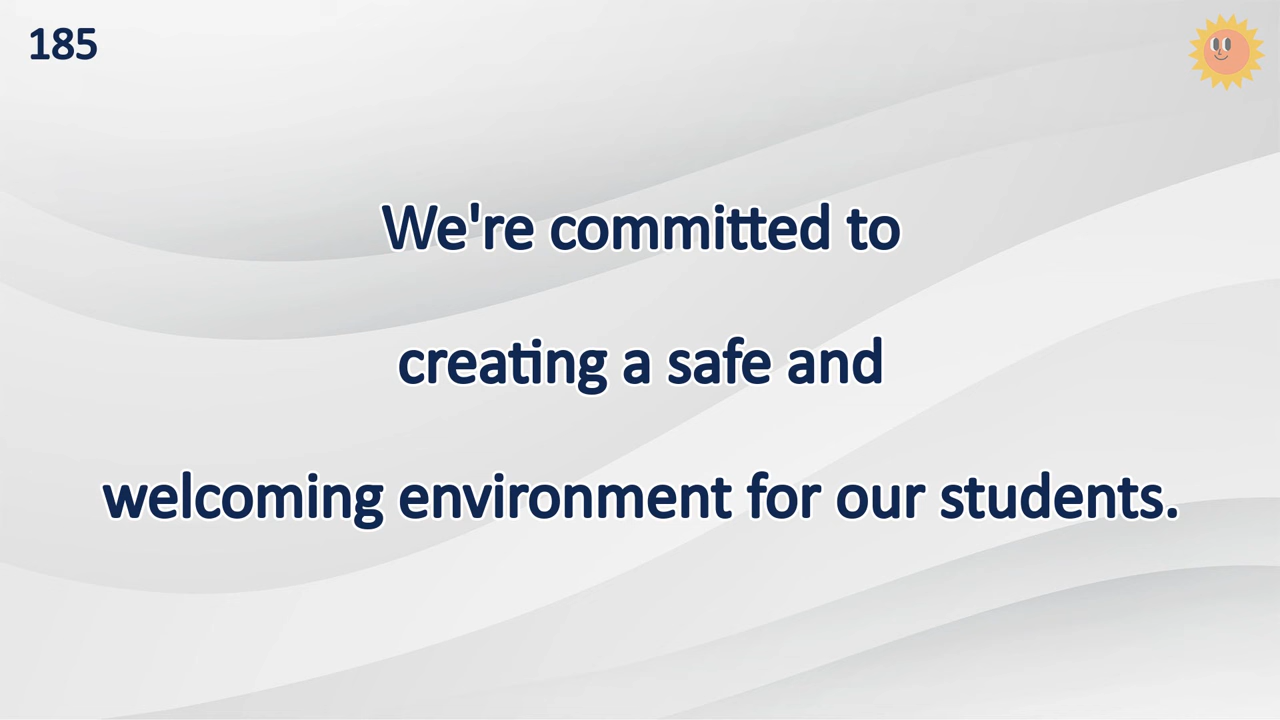 185
We're committed to
creating a safe and
welcoming environment for our students.